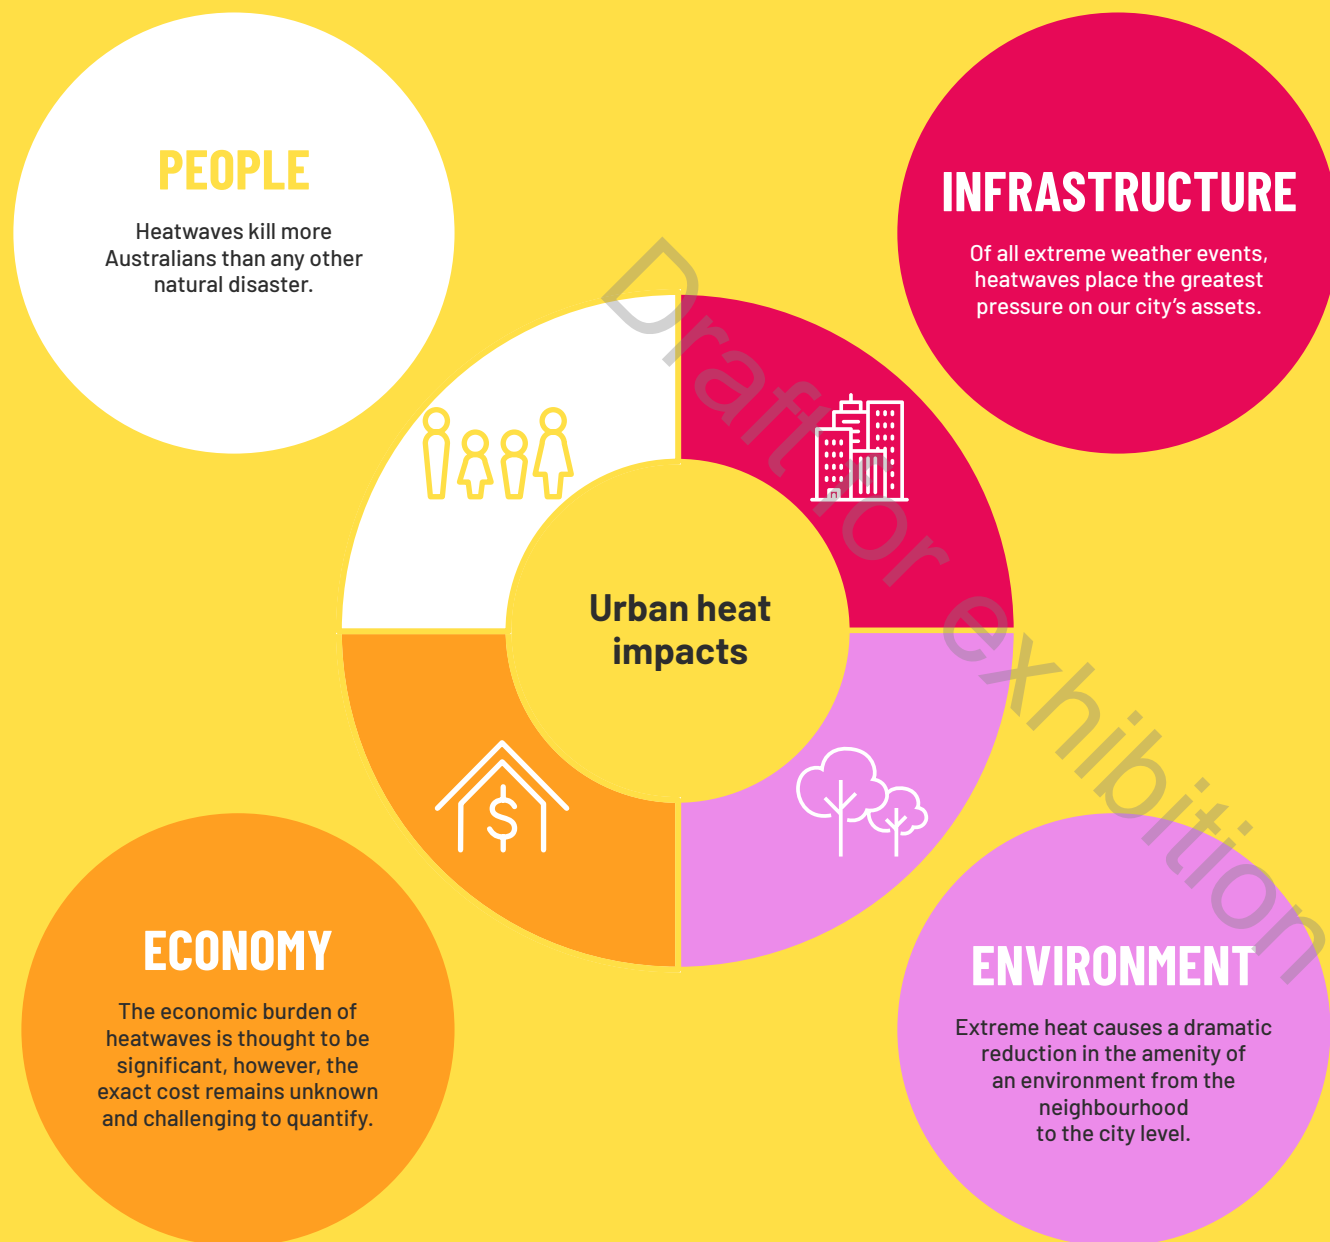 PEOPLE
Heatwaves kill more
Australians than any other
natural disaster.
INFRASTRUCTURE
Of all extreme weather events,
heatwaves place the greatest
pressure on our city’s assets.
Urban heat
impacts
$
ECONOMY
The economic burden of
heatwaves is thought to be
significant, however, the
exact cost remains unknown
and challenging to quantify.
ENVIRONMENT
Extreme heat causes a dramatic
reduction in the amenity of
an environment from the
neighbourhood
to the city level.
Draft for exhibition